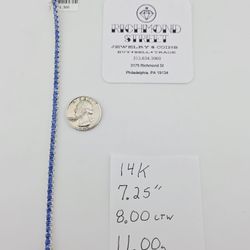 RICHMOND
STREET
JEWELRY & COINS
BUY•SELL•TRADE
215.634.3060
3175 Richmond St
Philadelphia, PA 19134
14K
7.25"
8.00 CTW
11.00g